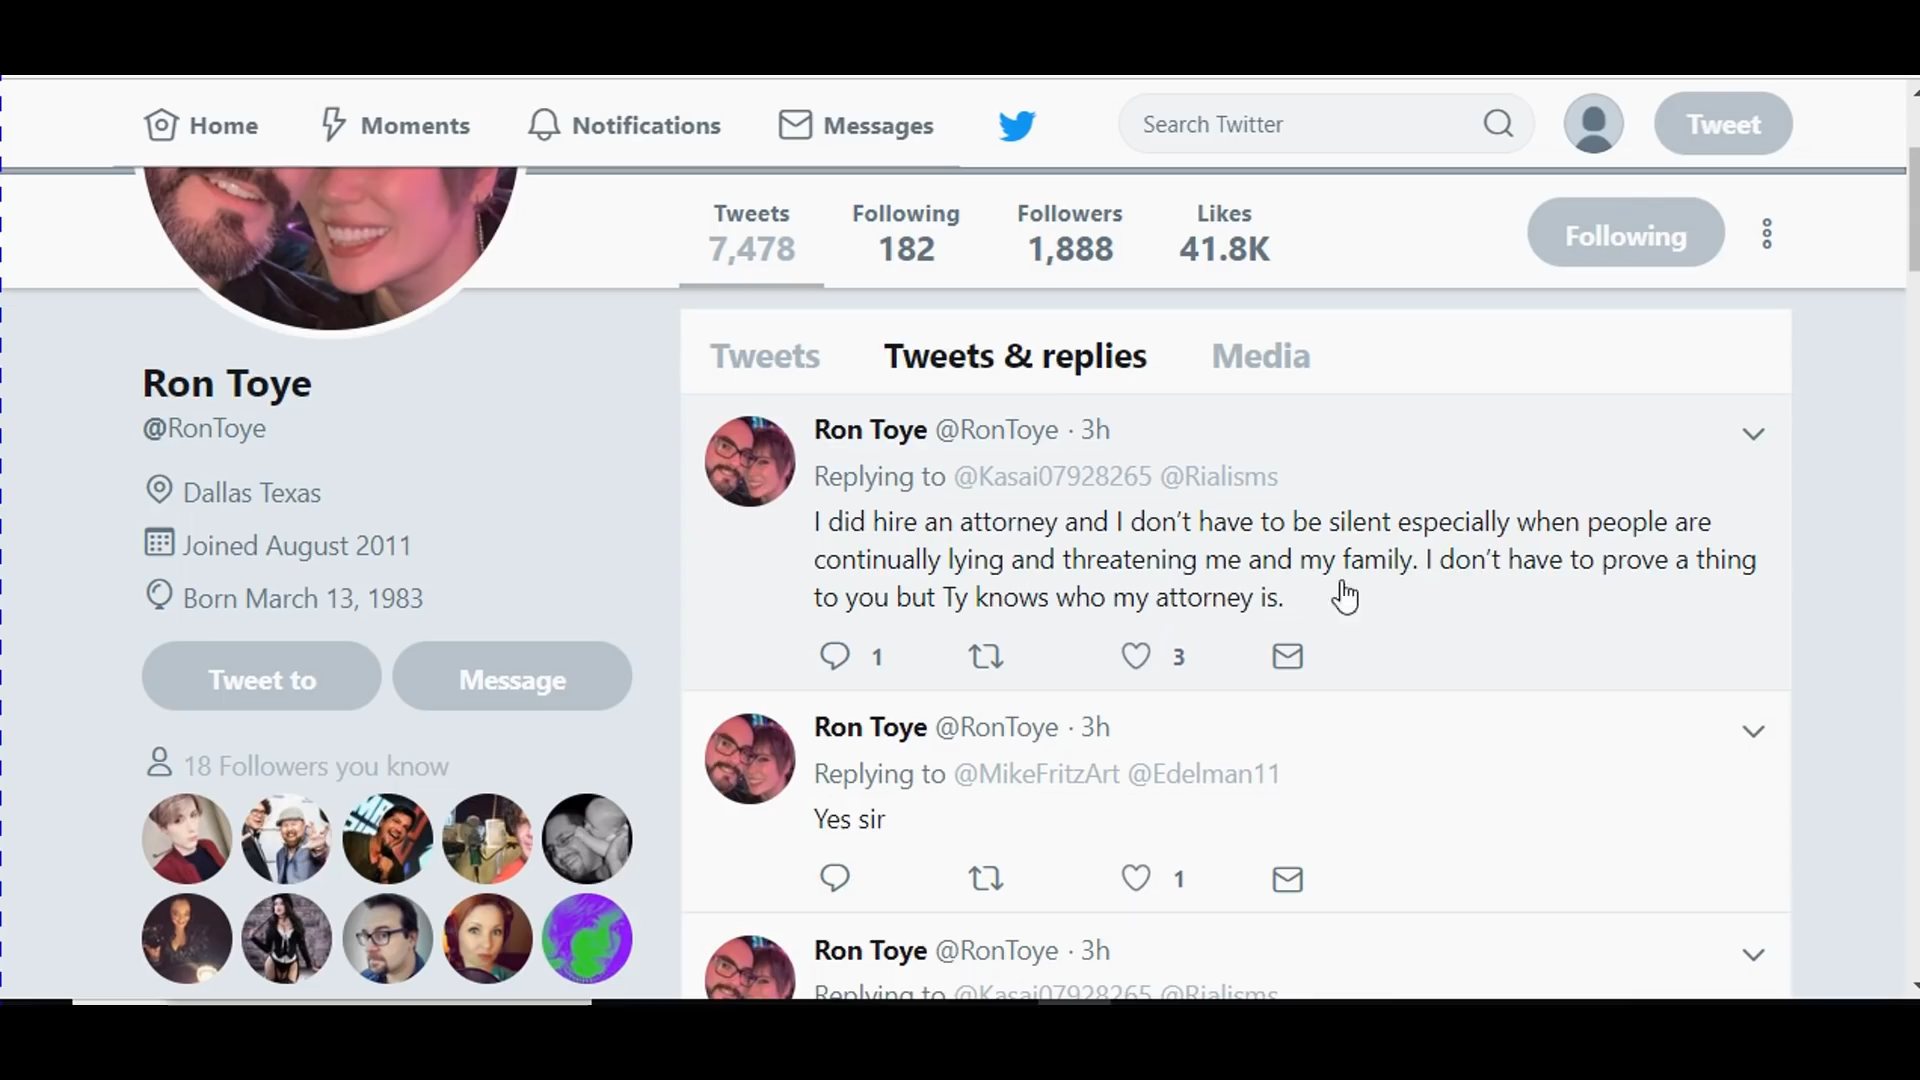 Home Moments Notifications Messages Search Twitter Tweet
Tweets Following Followers Likes
7,478 182 1,888 41.8K
Following
Ron Toye
@RonToye
Dallas Texas
Joined August 2011
Born March 13, 1983
Tweet to Message
18 Followers you know
Tweets Tweets & replies Media
Ron Toye @RonToye · 3h
Replying to @Kasai07928265 @Rialisms
I did hire an attorney and I don’t have to be silent especially when people are
continually lying and threatening me and my family. I don’t have to prove a thing
to you but Ty knows who my attorney is.
1 3
Ron Toye @RonToye · 3h
Replying to @MikeFritzArt @Edelman11
Yes sir
1
Ron Toye @RonToye · 3h
Replying to @Kasai07928265 @Rialisms